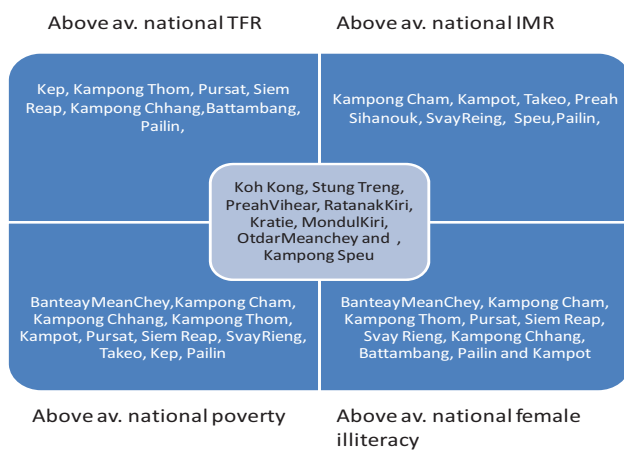 Above av. national TFR
Above av. national IMR
Kep, Kampong Thom, Pursat, Siem
Reap, Kampong Chhang,Battambang,
Pailin,
Kampong Cham, Kampot, Takeo, Preah
Sihanouk, SvayReing, Speu,Pailin,
Koh Kong, Stung Treng,
PreahVihear, RatanakKiri,
Kratie, MondulKiri,
OtdarMeanchey and ,
Kampong Speu
BanteayMeanChey,Kampong Cham,
Kampong Chhang, Kampong Thom,
Kampot, Pursat, Siem Reap, SvayRieng,
Takeo, Kep, Pailin
BanteayMeanChey, Kampong Cham,
Kampong Thom, Pursat, Siem Reap,
Svay Rieng, Kampong Chhang,
Battambang, Pailin and Kampot
Above av. national poverty
Above av. national female
illiteracy